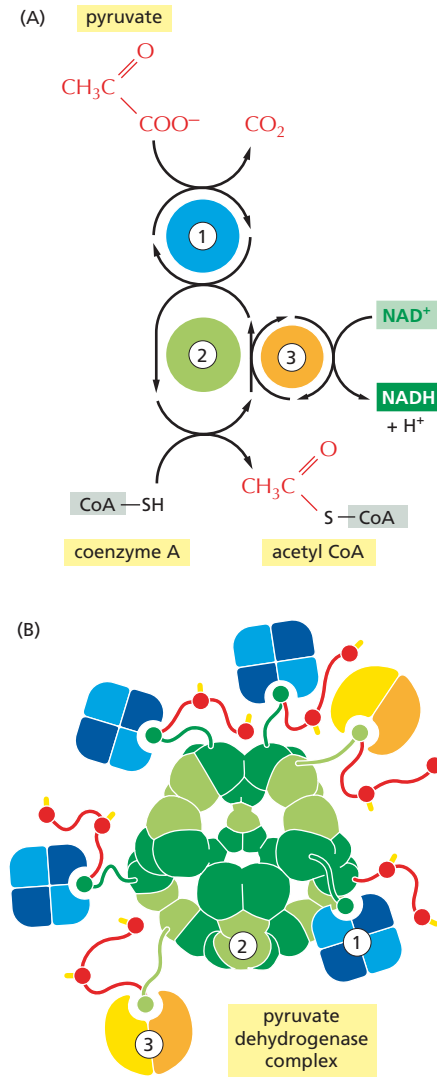 (A)
pyruvate
O
CH₃C
COO⁻
CO₂
1
2
3
NAD⁺
NADH
+ H⁺
O
CH₃C
CoA — SH
S — CoA
coenzyme A
acetyl CoA
(B)
2
1
3
pyruvate
dehydrogenase
complex